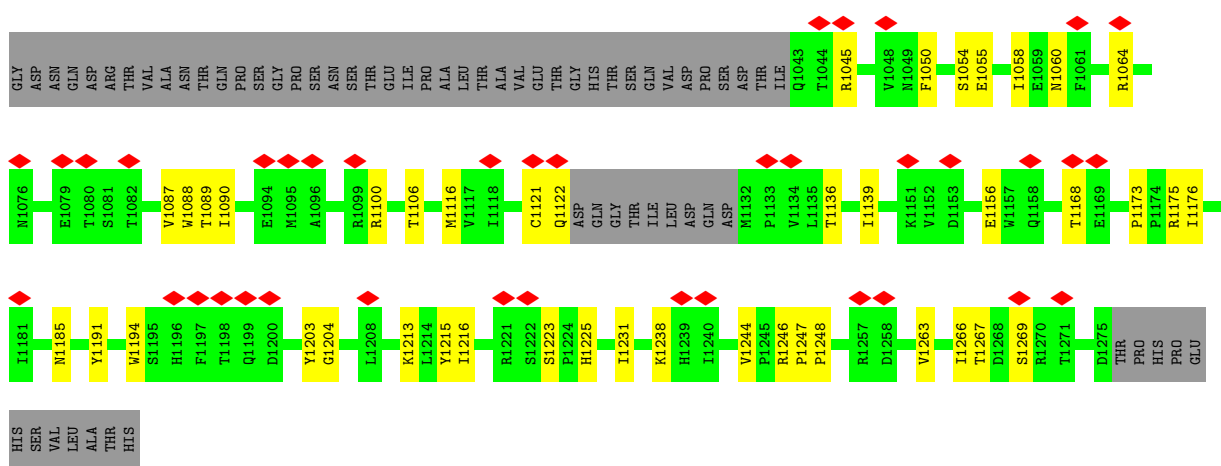 GLY ASP ASN GLN ASP ARG THR VAL ALA ASN THR GLN PRO SER GLY PRO SER ASN SER THR GLU ILE PRO ALA LEU THR ALA VAL GLU THR GLY HIS THR SER GLN VAL ASP PRO SER ASP THR ILE Q1043 T1044 R1045 V1048 N1049 F1050 S1054 E1055 I1058 E1059 N1060 F1061 R1064
N1076 E1079 T1080 S1081 T1082 V1087 W1088 T1089 I1090 E1094 M1095 A1096 R1099 R1100 T1106 M1116 V1117 I1118 C1121 Q1122 ASP GLN GLY THR ILE LEU ASP GLN ASP M1132 P1133 V1134 L1135 T1136 I1139 K1151 V1152 D1153 E1156 W1157 Q1158 T1168 E1169 P1173 P1174 R1175 I1176
I1181 N1185 Y1191 W1194 S1195 H1196 F1197 T1198 Q1199 D1200 Y1203 G1204 L1208 K1213 L1214 Y1215 I1216 R1221 S1222 S1223 P1224 H1225 I1231 K1238 H1239 I1240 V1244 P1245 R1246 P1247 P1248 R1257 D1258 V1263 I1266 T1267 D1268 S1269 R1270 T1271 D1275 THR PRO HIS PRO GLU
HIS SER VAL LEU ALA THR HIS